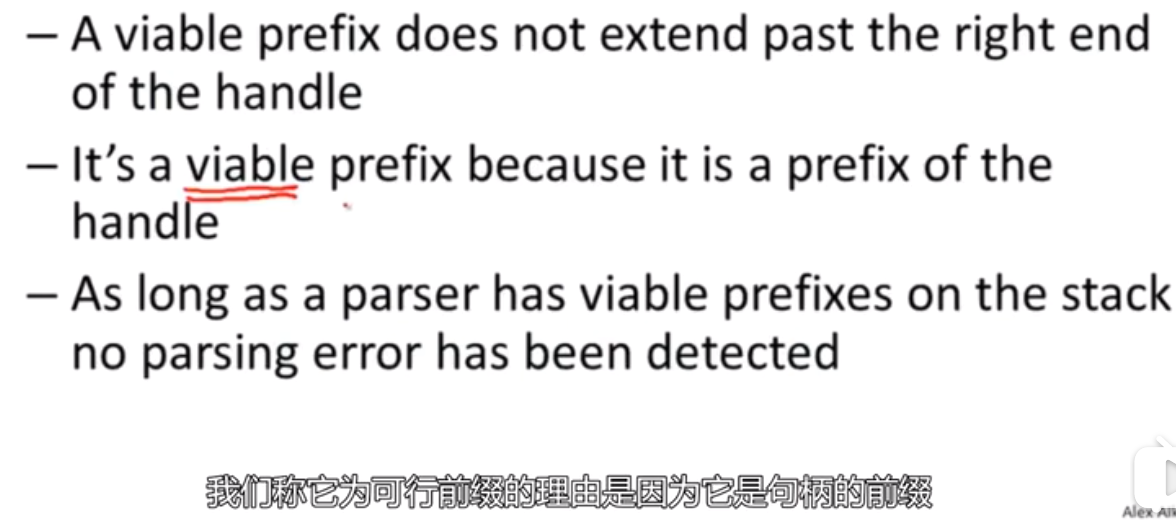 – A viable prefix does not extend past the right end
of the handle
– It's a viable prefix because it is a prefix of the
handle
– As long as a parser has viable prefixes on the stack
no parsing error has been detected
我们称它为可行前缀的理由是因为它是句柄的前缀
Alex